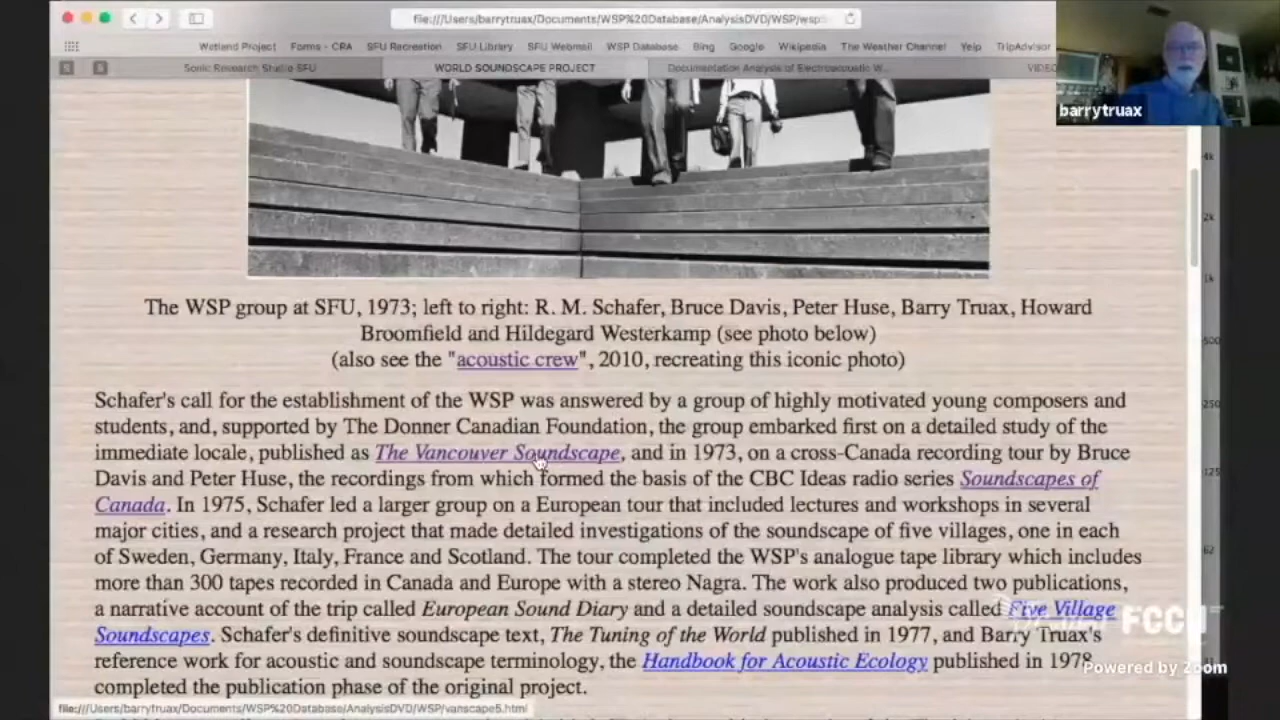 file:///Users/barrytruax/Documents/WSP%20Database/AnalysisDVD/WSP/wsp
Wetland Project Forms - CRA SFU Recreation SFU Library SFU Webmail WSP Database Bing Google Wikipedia The Weather Channel Yelp TripAdvisor
S S Sonic Research Studio SFU WORLD SOUNDSCAPE PROJECT Documentation Analysis of Electroacoustic W... VIDEO
barrytruax
4k
2k
1k
500
250
125
62
The WSP group at SFU, 1973; left to right: R. M. Schafer, Bruce Davis, Peter Huse, Barry Truax, Howard
Broomfield and Hildegard Westerkamp (see photo below)
(also see the "acoustic crew", 2010, recreating this iconic photo)
Schafer's call for the establishment of the WSP was answered by a group of highly motivated young composers and
students, and, supported by The Donner Canadian Foundation, the group embarked first on a detailed study of the
immediate locale, published as The Vancouver Soundscape, and in 1973, on a cross-Canada recording tour by Bruce
Davis and Peter Huse, the recordings from which formed the basis of the CBC Ideas radio series Soundscapes of
Canada. In 1975, Schafer led a larger group on a European tour that included lectures and workshops in several
major cities, and a research project that made detailed investigations of the soundscape of five villages, one in each
of Sweden, Germany, Italy, France and Scotland. The tour completed the WSP's analogue tape library which includes
more than 300 tapes recorded in Canada and Europe with a stereo Nagra. The work also produced two publications,
a narrative account of the trip called European Sound Diary and a detailed soundscape analysis called Five Village
Soundscapes. Schafer's definitive soundscape text, The Tuning of the World published in 1977, and Barry Truax's
reference work for acoustic and soundscape terminology, the Handbook for Acoustic Ecology published in 1978,
completed the publication phase of the original project.
FCCN
Powered by Zoom
file:///Users/barrytruax/Documents/WSP%20Database/AnalysisDVD/WSP/vanscape5.html